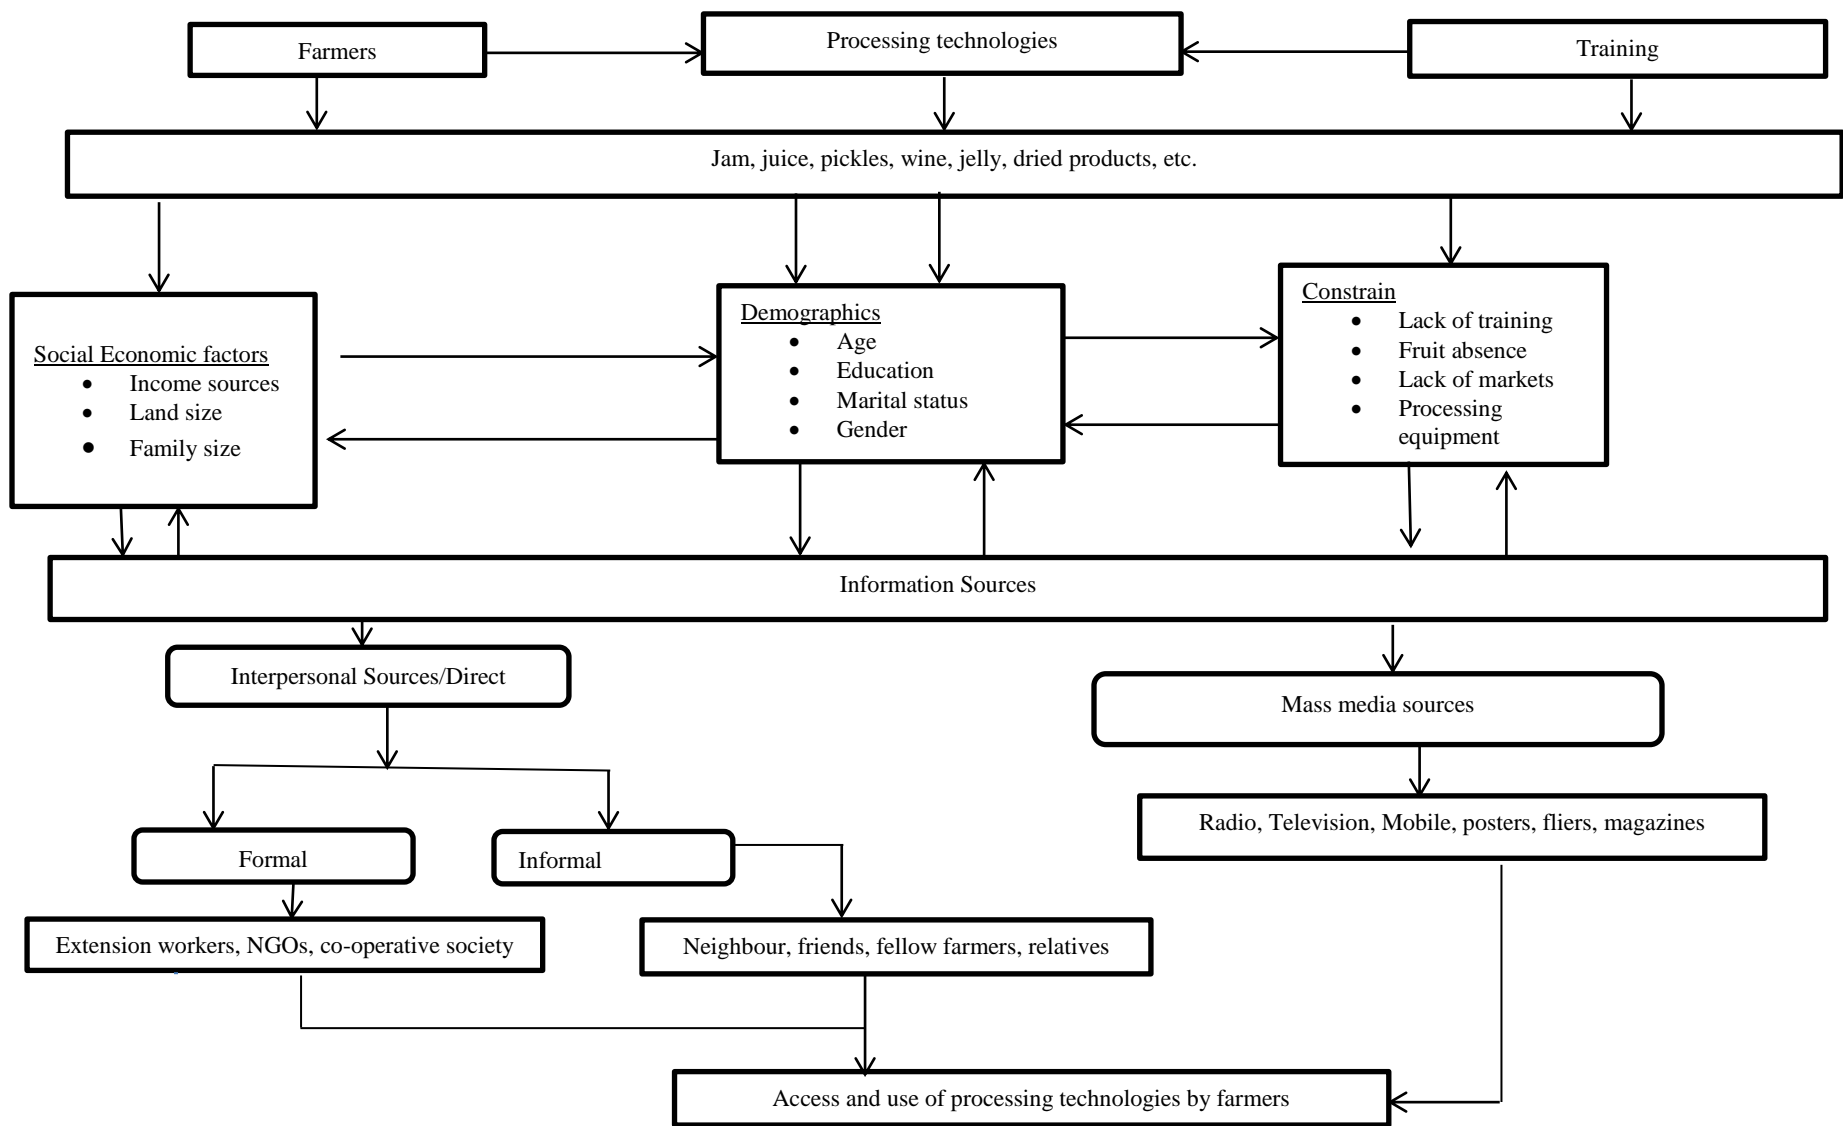 Farmers
Processing technologies
Training
Jam, juice, pickles, wine, jelly, dried products, etc.
Social Economic factors
• Income sources
• Land size
• Family size
Demographics
• Age
• Education
• Marital status
• Gender
Constrain
• Lack of training
• Fruit absence
• Lack of markets
• Processing
equipment
Information Sources
Interpersonal Sources/Direct
Mass media sources
Radio, Television, Mobile, posters, fliers, magazines
Formal
Informal
Extension workers, NGOs, co-operative society
Neighbour, friends, fellow farmers, relatives
Access and use of processing technologies by farmers